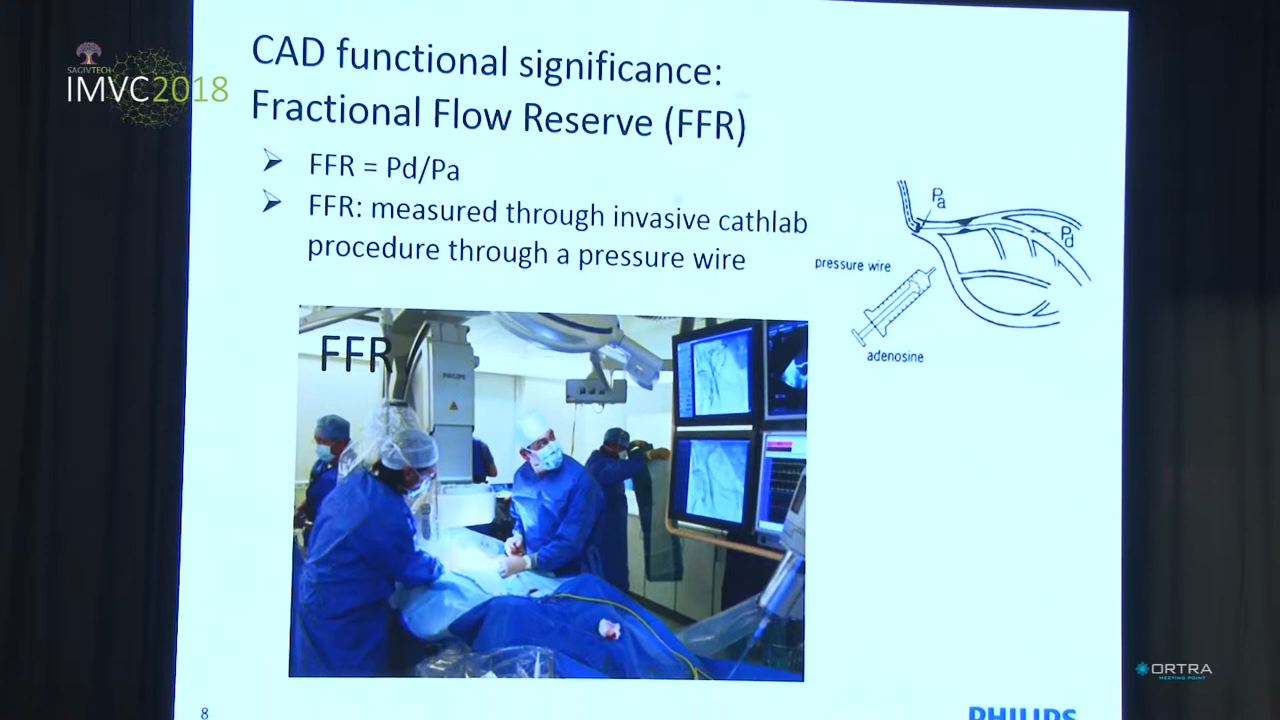 SAGIVTECH
IMVC2018
CAD functional significance:
Fractional Flow Reserve (FFR)
FFR = Pd/Pa
FFR: measured through invasive cathlab
procedure through a pressure wire
Pa
Pd
pressure wire
adenosine
FFR
PHILIPS
8
PHILIPS
ORTRA
MEETING POINT